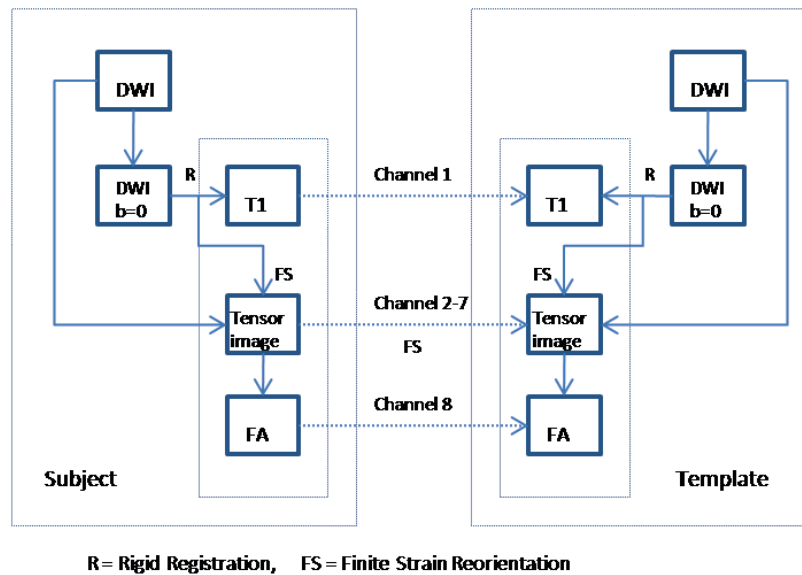 DWI
DWI
b=0
R
T1
FS
Tensor
image
FA
Subject
Channel 1
Channel 2-7
FS
Channel 8
DWI
R
DWI
b=0
T1
FS
Tensor
image
FA
Template
R = Rigid Registration, FS = Finite Strain Reorientation